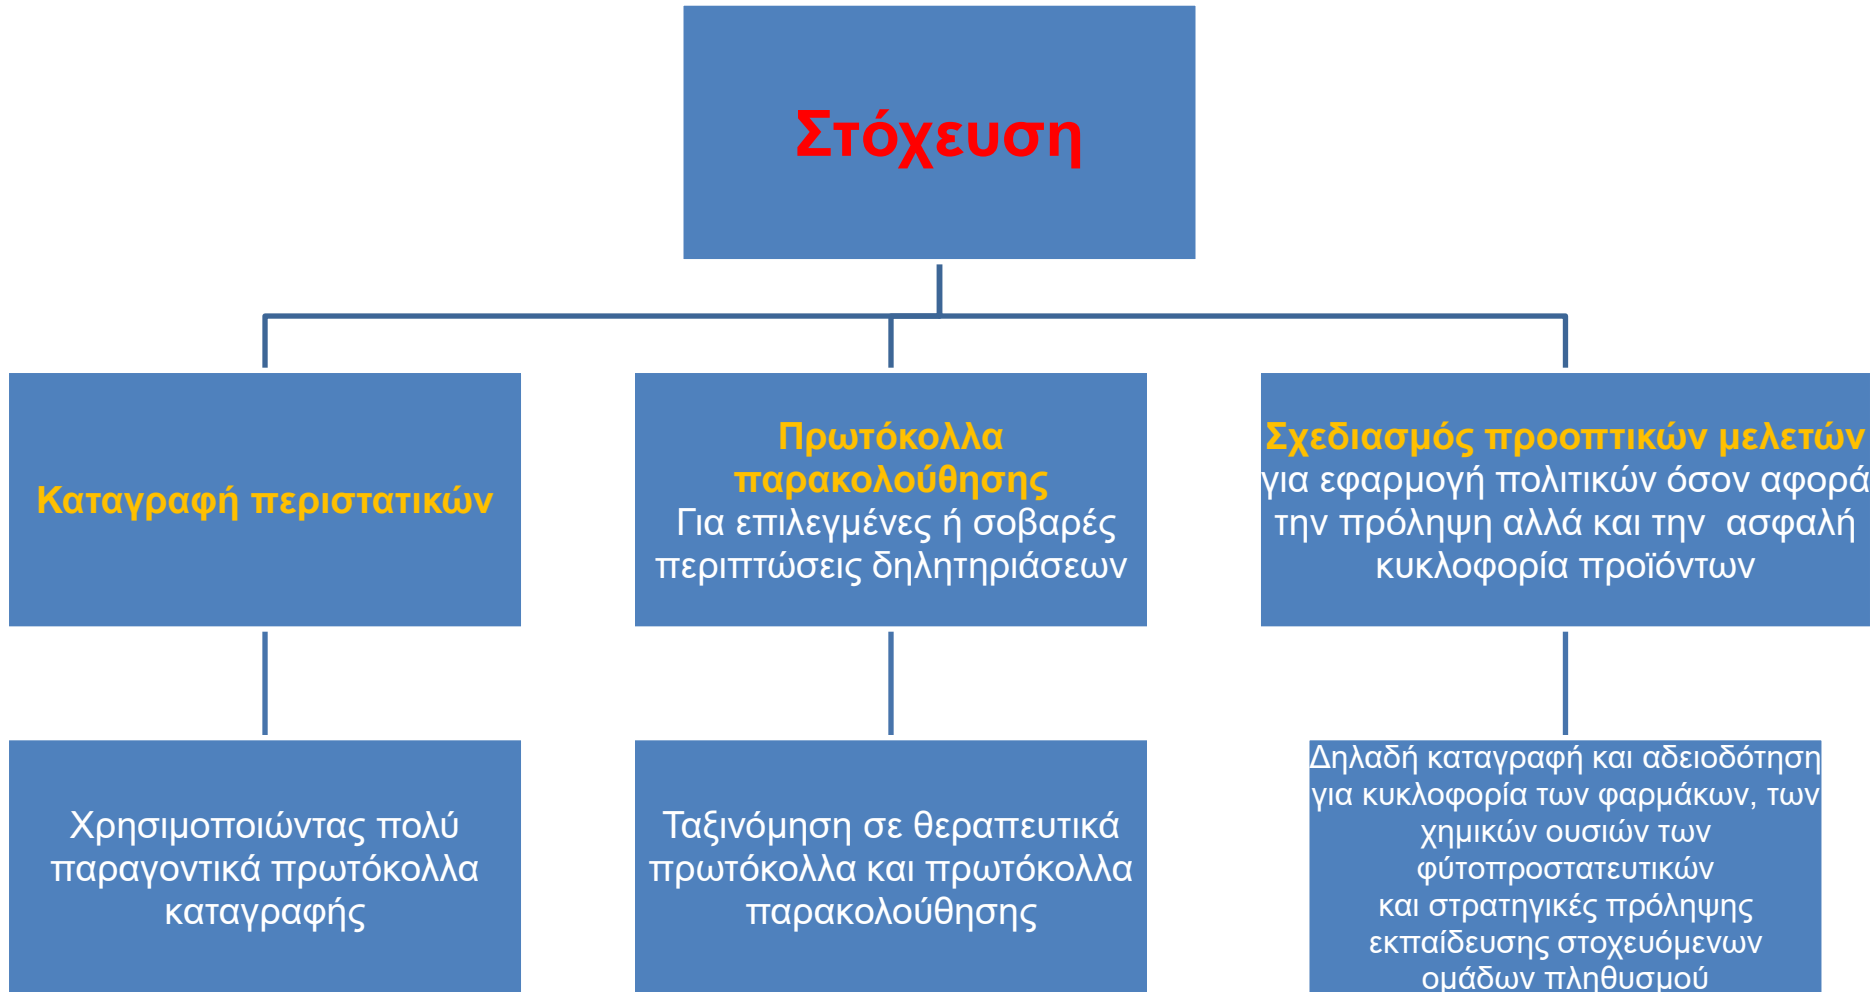 Στόχευση
Καταγραφή περιστατικών
Πρωτόκολλα
παρακολούθησης
Για επιλεγμένες ή σοβαρές
περιπτώσεις δηλητηριάσεων
Σχεδιασμός προοπτικών μελετών
για εφαρμογή πολιτικών όσον αφορά
την πρόληψη αλλά και την ασφαλή
κυκλοφορία προϊόντων
Χρησιμοποιώντας πολύ
παραγοντικά πρωτόκολλα
καταγραφής
Ταξινόμηση σε θεραπευτικά
πρωτόκολλα και πρωτόκολλα
παρακολούθησης
Δηλαδή καταγραφή και αδειοδότηση
για κυκλοφορία των φαρμάκων, των
χημικών ουσιών των
φύτοπροστατευτικών
και στρατηγικές πρόληψης
εκπαίδευσης στοχευόμενων
ομάδων πληθυσμού